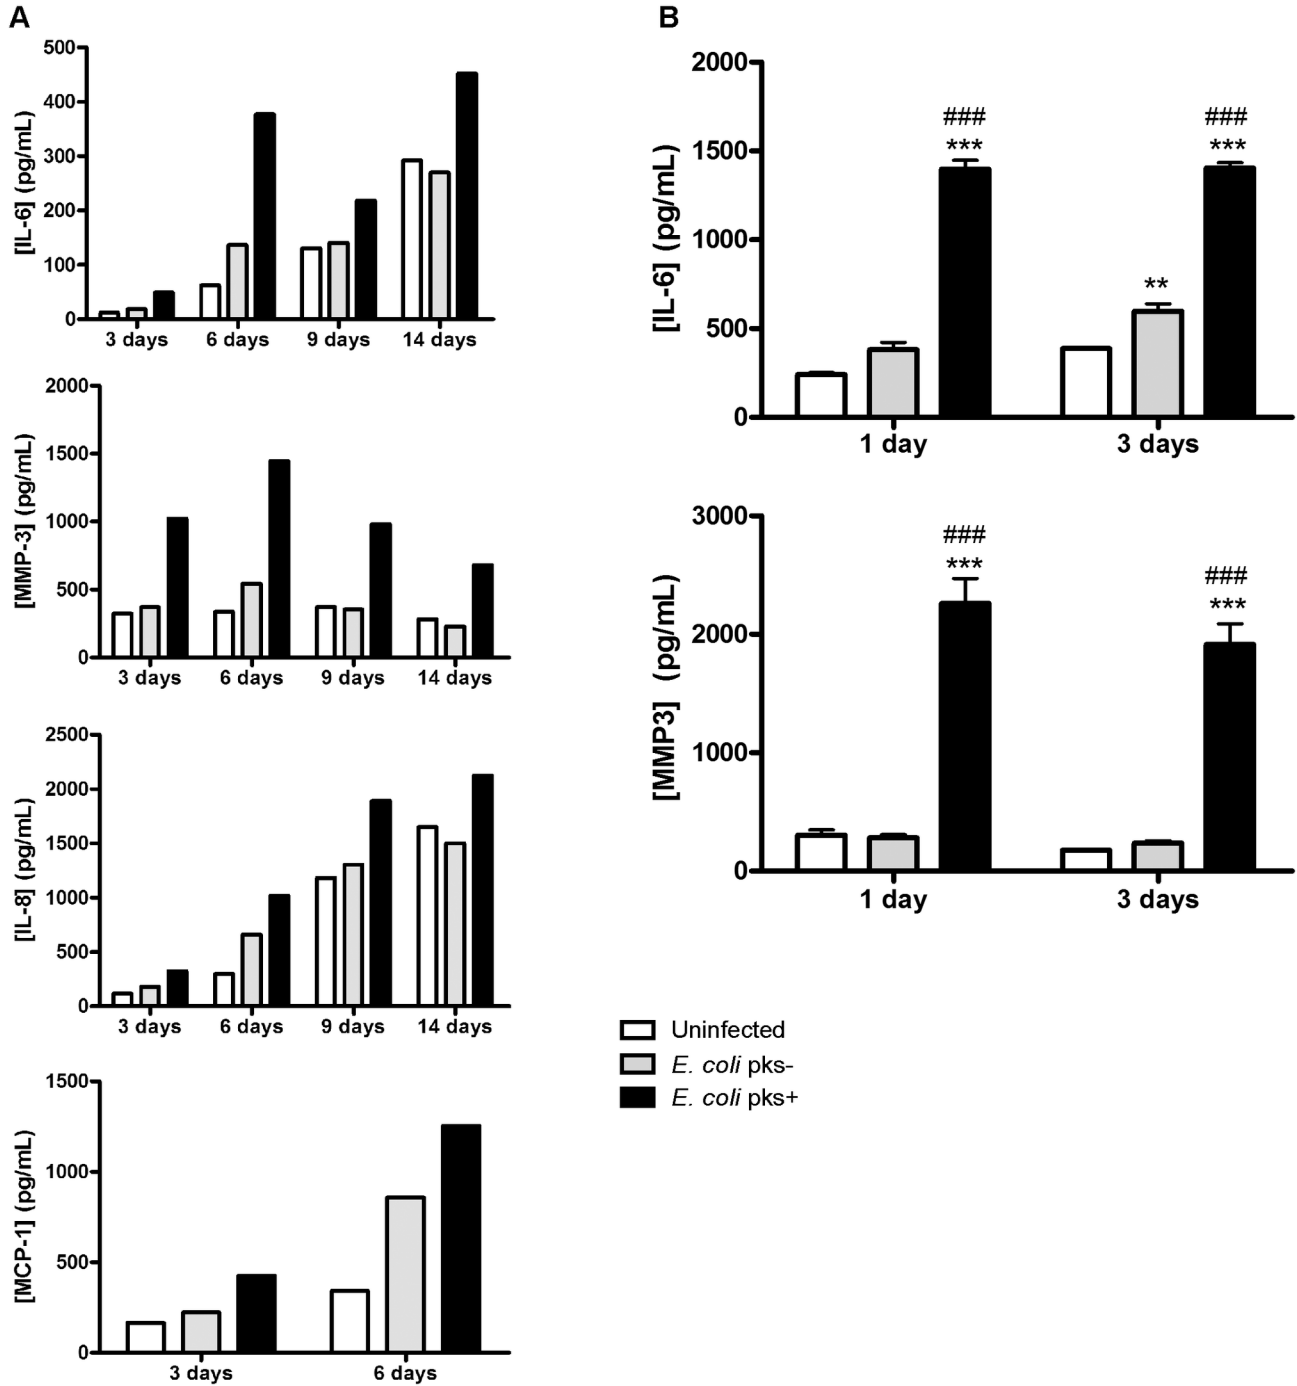 A
[IL-6] (pg/mL)
500
400
300
200
100
0
3 days 6 days 9 days 14 days
[MMP-3] (pg/mL)
2000
1500
1000
500
0
3 days 6 days 9 days 14 days
[IL-8] (pg/mL)
2500
2000
1500
1000
500
0
3 days 6 days 9 days 14 days
[MCP-1] (pg/mL)
1500
1000
500
0
3 days 6 days
B
[IL-6] (pg/mL)
2000
1500
1000
500
0
### ###
*** ***
**
1 day 3 days
[MMP3] (pg/mL)
3000
2000
1000
0
###
***
###
***
1 day 3 days
Uninfected
E. coli pks-
E. coli pks+